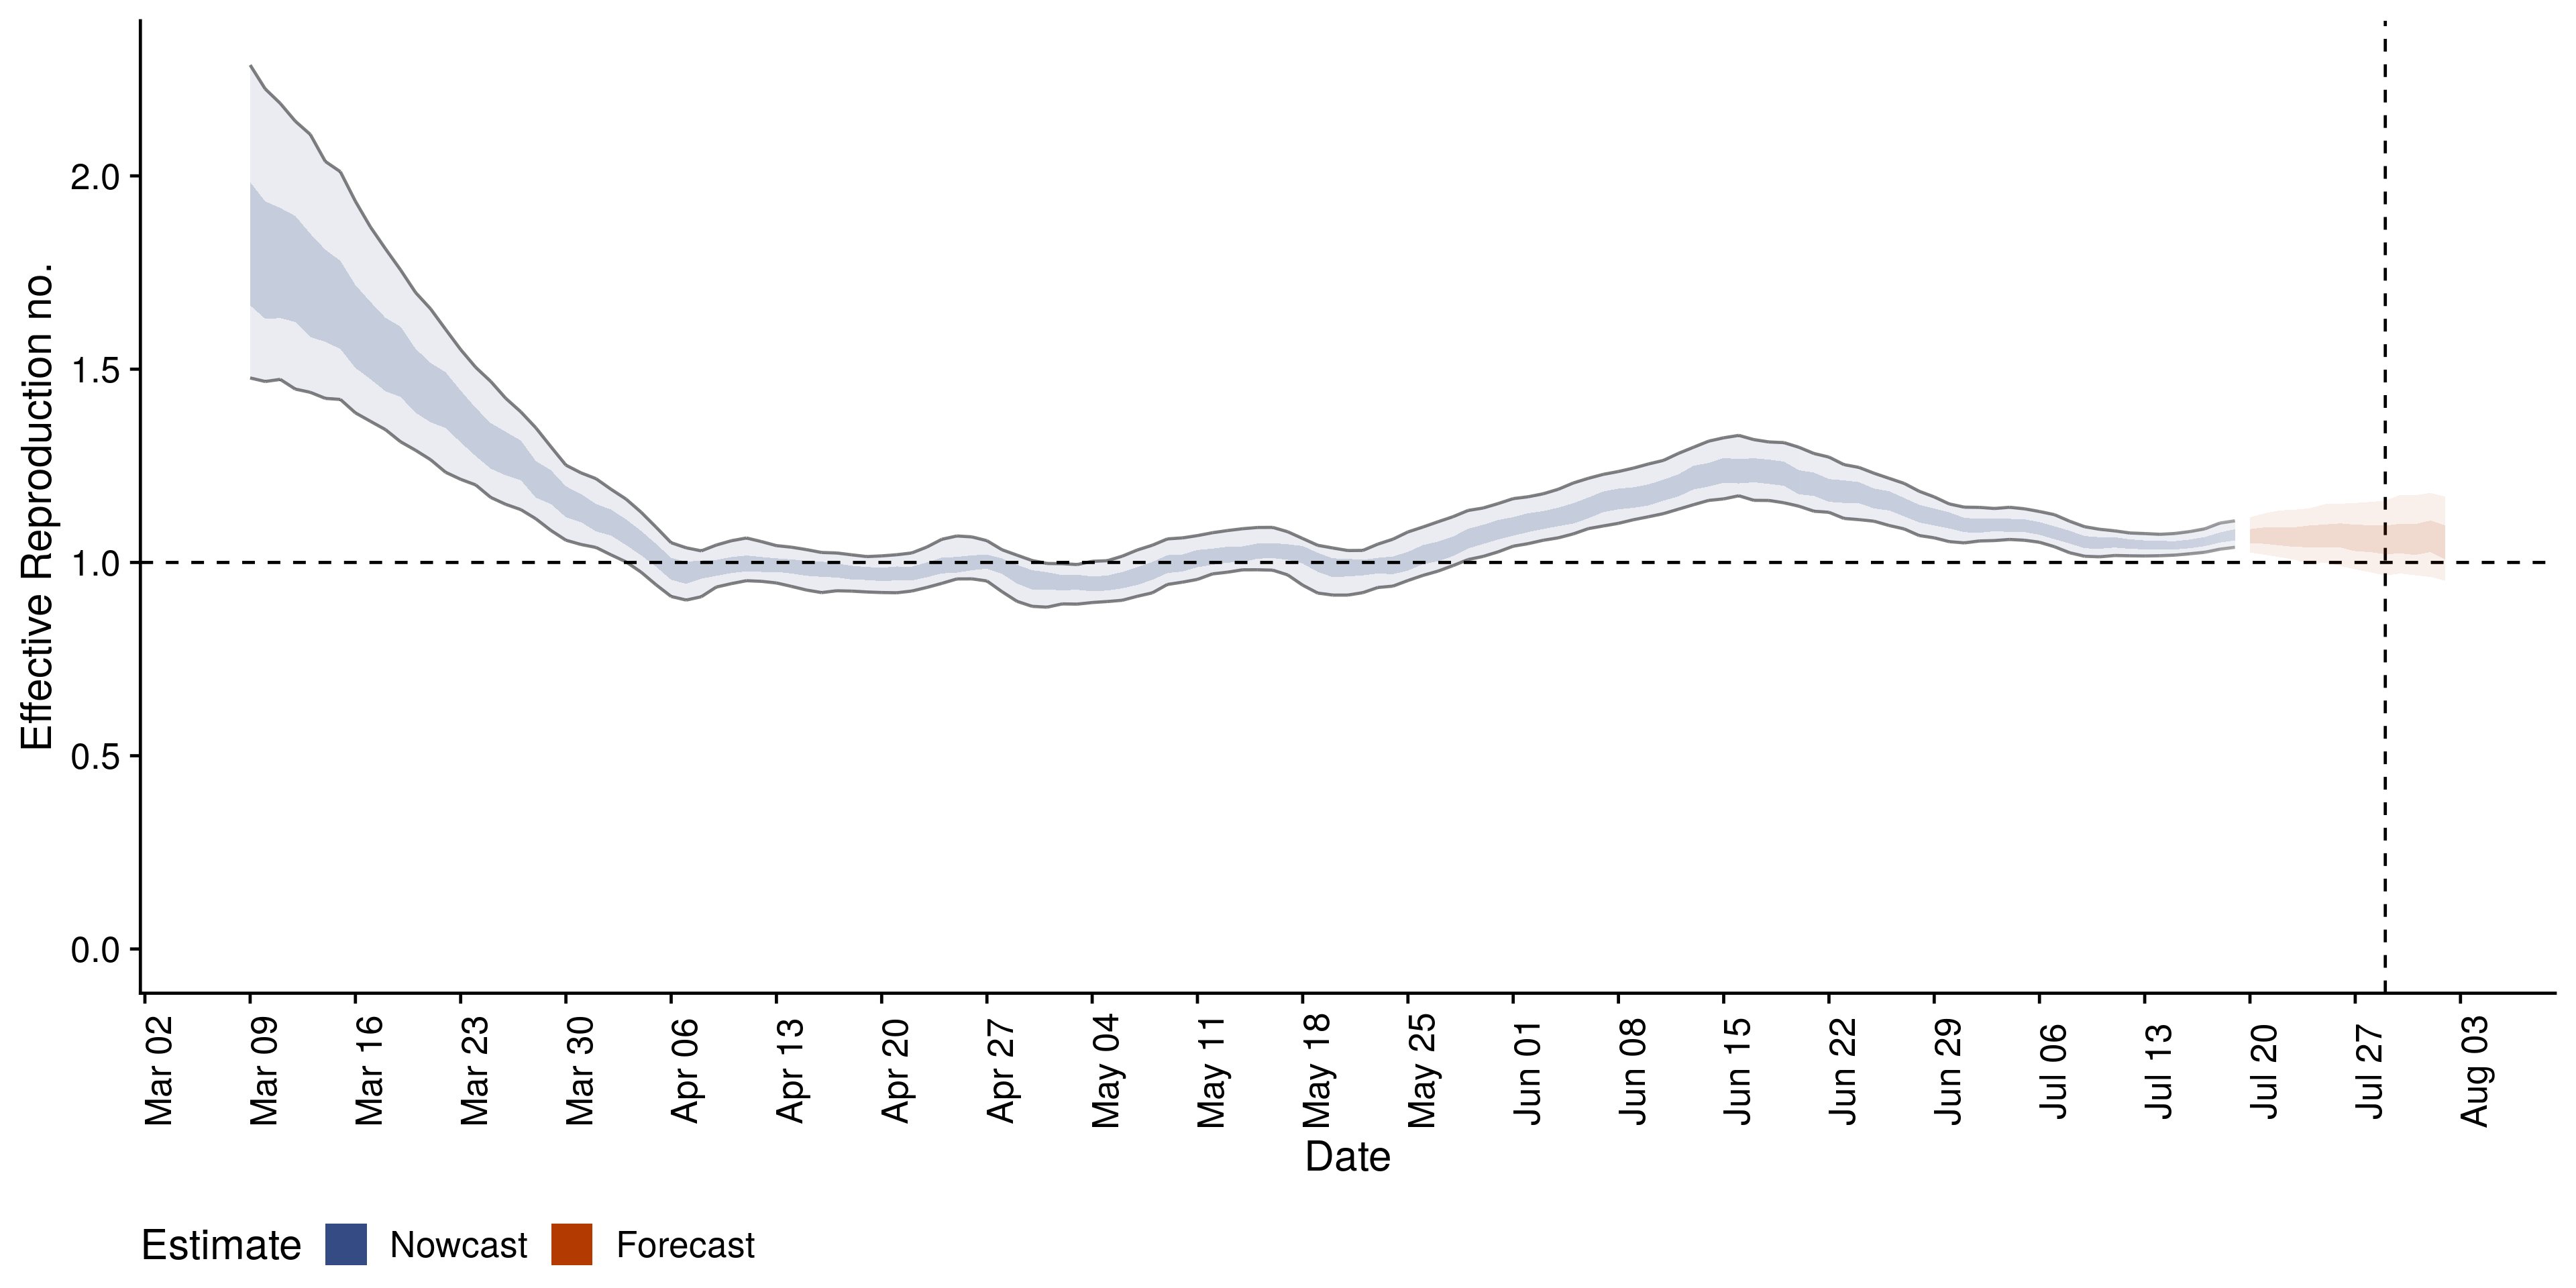 Effective Reproduction no.
2.0
1.5
1.0
0.5
0.0
Mar 02
Mar 09
Mar 16
Mar 23
Mar 30
Apr 06
Apr 13
Apr 20
Apr 27
May 04
May 11
May 18
May 25
Jun 01
Jun 08
Jun 15
Jun 22
Jun 29
Jul 06
Jul 13
Jul 20
Jul 27
Aug 03
Date
Estimate Nowcast Forecast